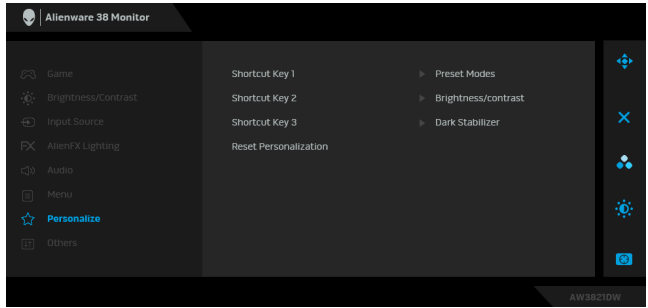 Alienware 38 Monitor
Game
Brightness/Contrast
Input Source
FX AlienFX Lighting
Audio
Menu
Personalize
Others
Shortcut Key 1 Preset Modes
Shortcut Key 2 Brightness/contrast
Shortcut Key 3 Dark Stabilizer
Reset Personalization
AW3821DW